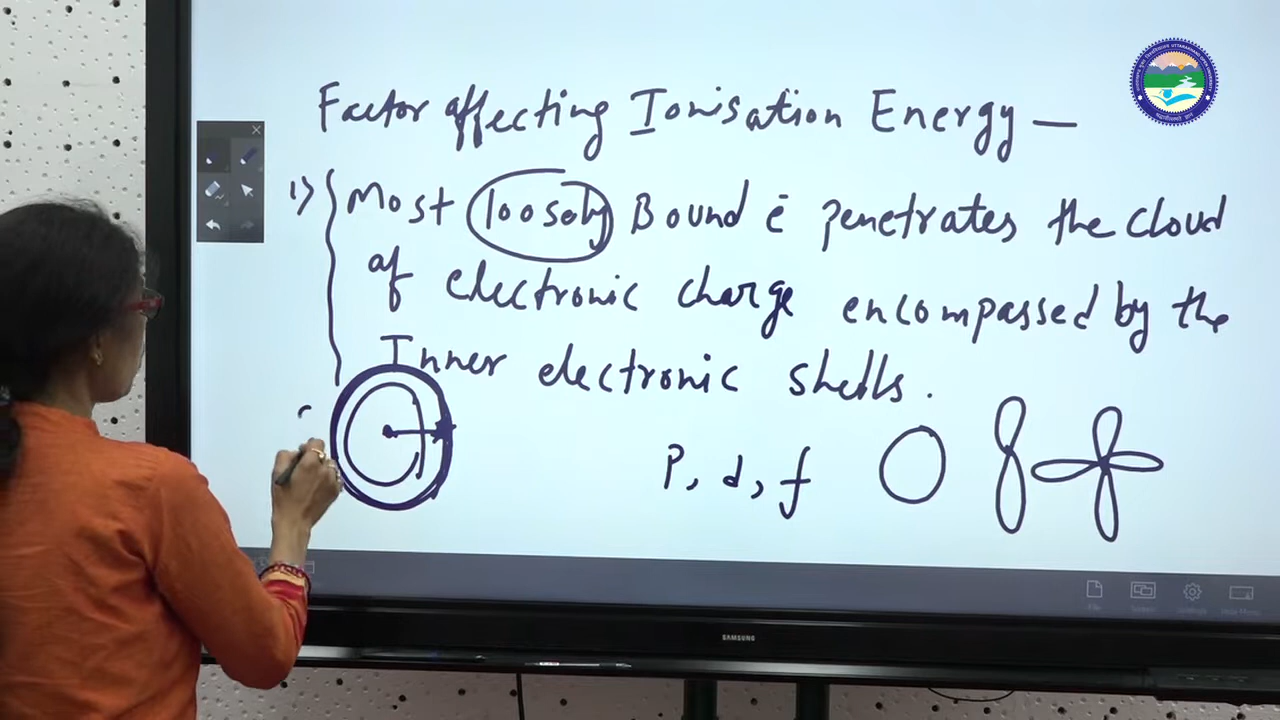 Factor affecting Ionisation Energy —
1) Most loosely Bound ē penetrates the cloud
of electronic charge encompassed by the
Inner electronic shells.
P, d, f
SAMSUNG